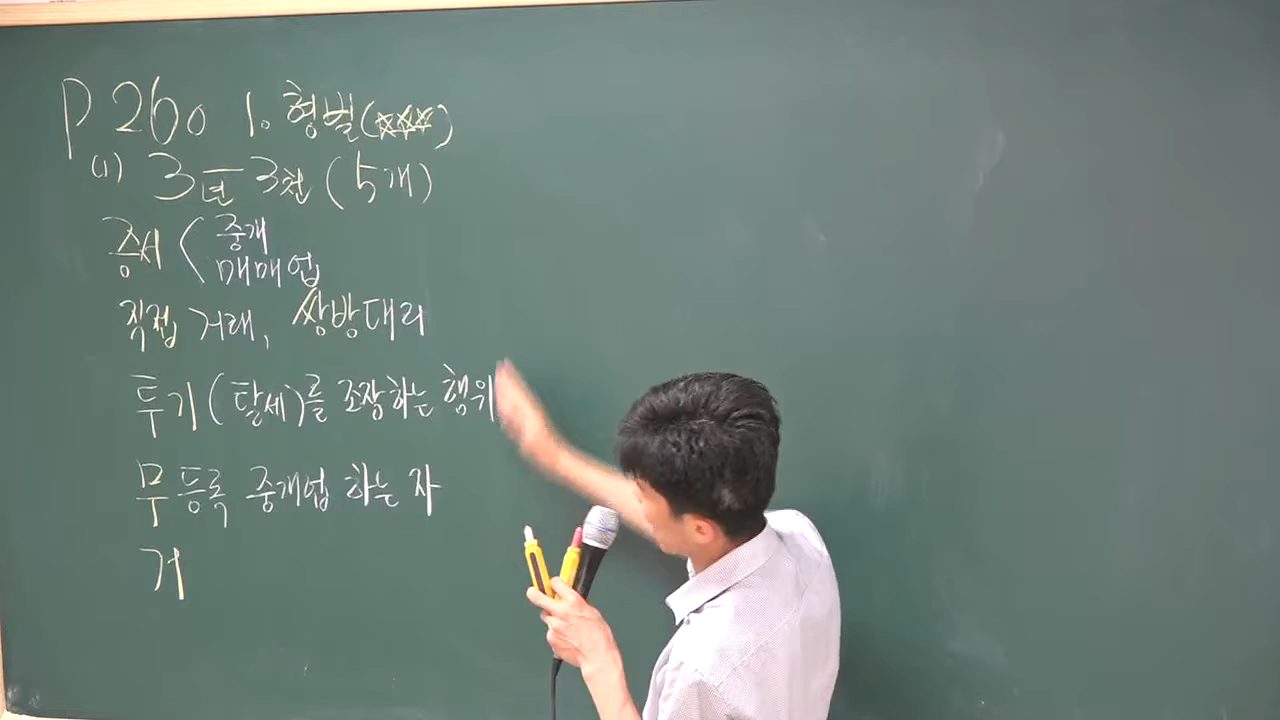 P 260 1. 형벌(☆☆☆)
(1) 3년 3천 (5개)
증서 < 중개
매매업
직접 거래, 쌍방대리
투기(탈세)를 조장하는 행위
무등록 중개업 하는 자
거